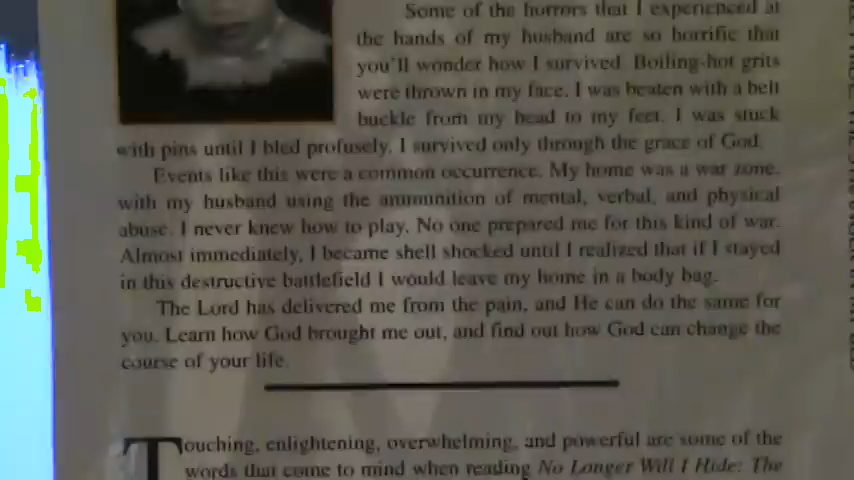 Some of the horrors that I experienced at
the hands of my husband are so horrific that
you'll wonder how I survived. Boiling-hot grits
were thrown in my face. I was beaten with a belt
buckle from my head to my feet. I was stuck
with pins until I bled profusely. I survived only through the grace of God.
Events like this were a common occurrence. My home was a war zone,
with my husband using the ammunition of mental, verbal, and physical
abuse. I never knew how to play. No one prepared me for this kind of war.
Almost immediately, I became shell shocked until I realized that if I stayed
in this destructive battlefield I would leave my home in a body bag.
The Lord has delivered me from the pain, and He can do the same for
you. Learn how God brought me out, and find out how God can change the
course of your life.
Touching, enlightening, overwhelming, and powerful are some of the
words that come to mind when reading No Longer Will I Hide: The